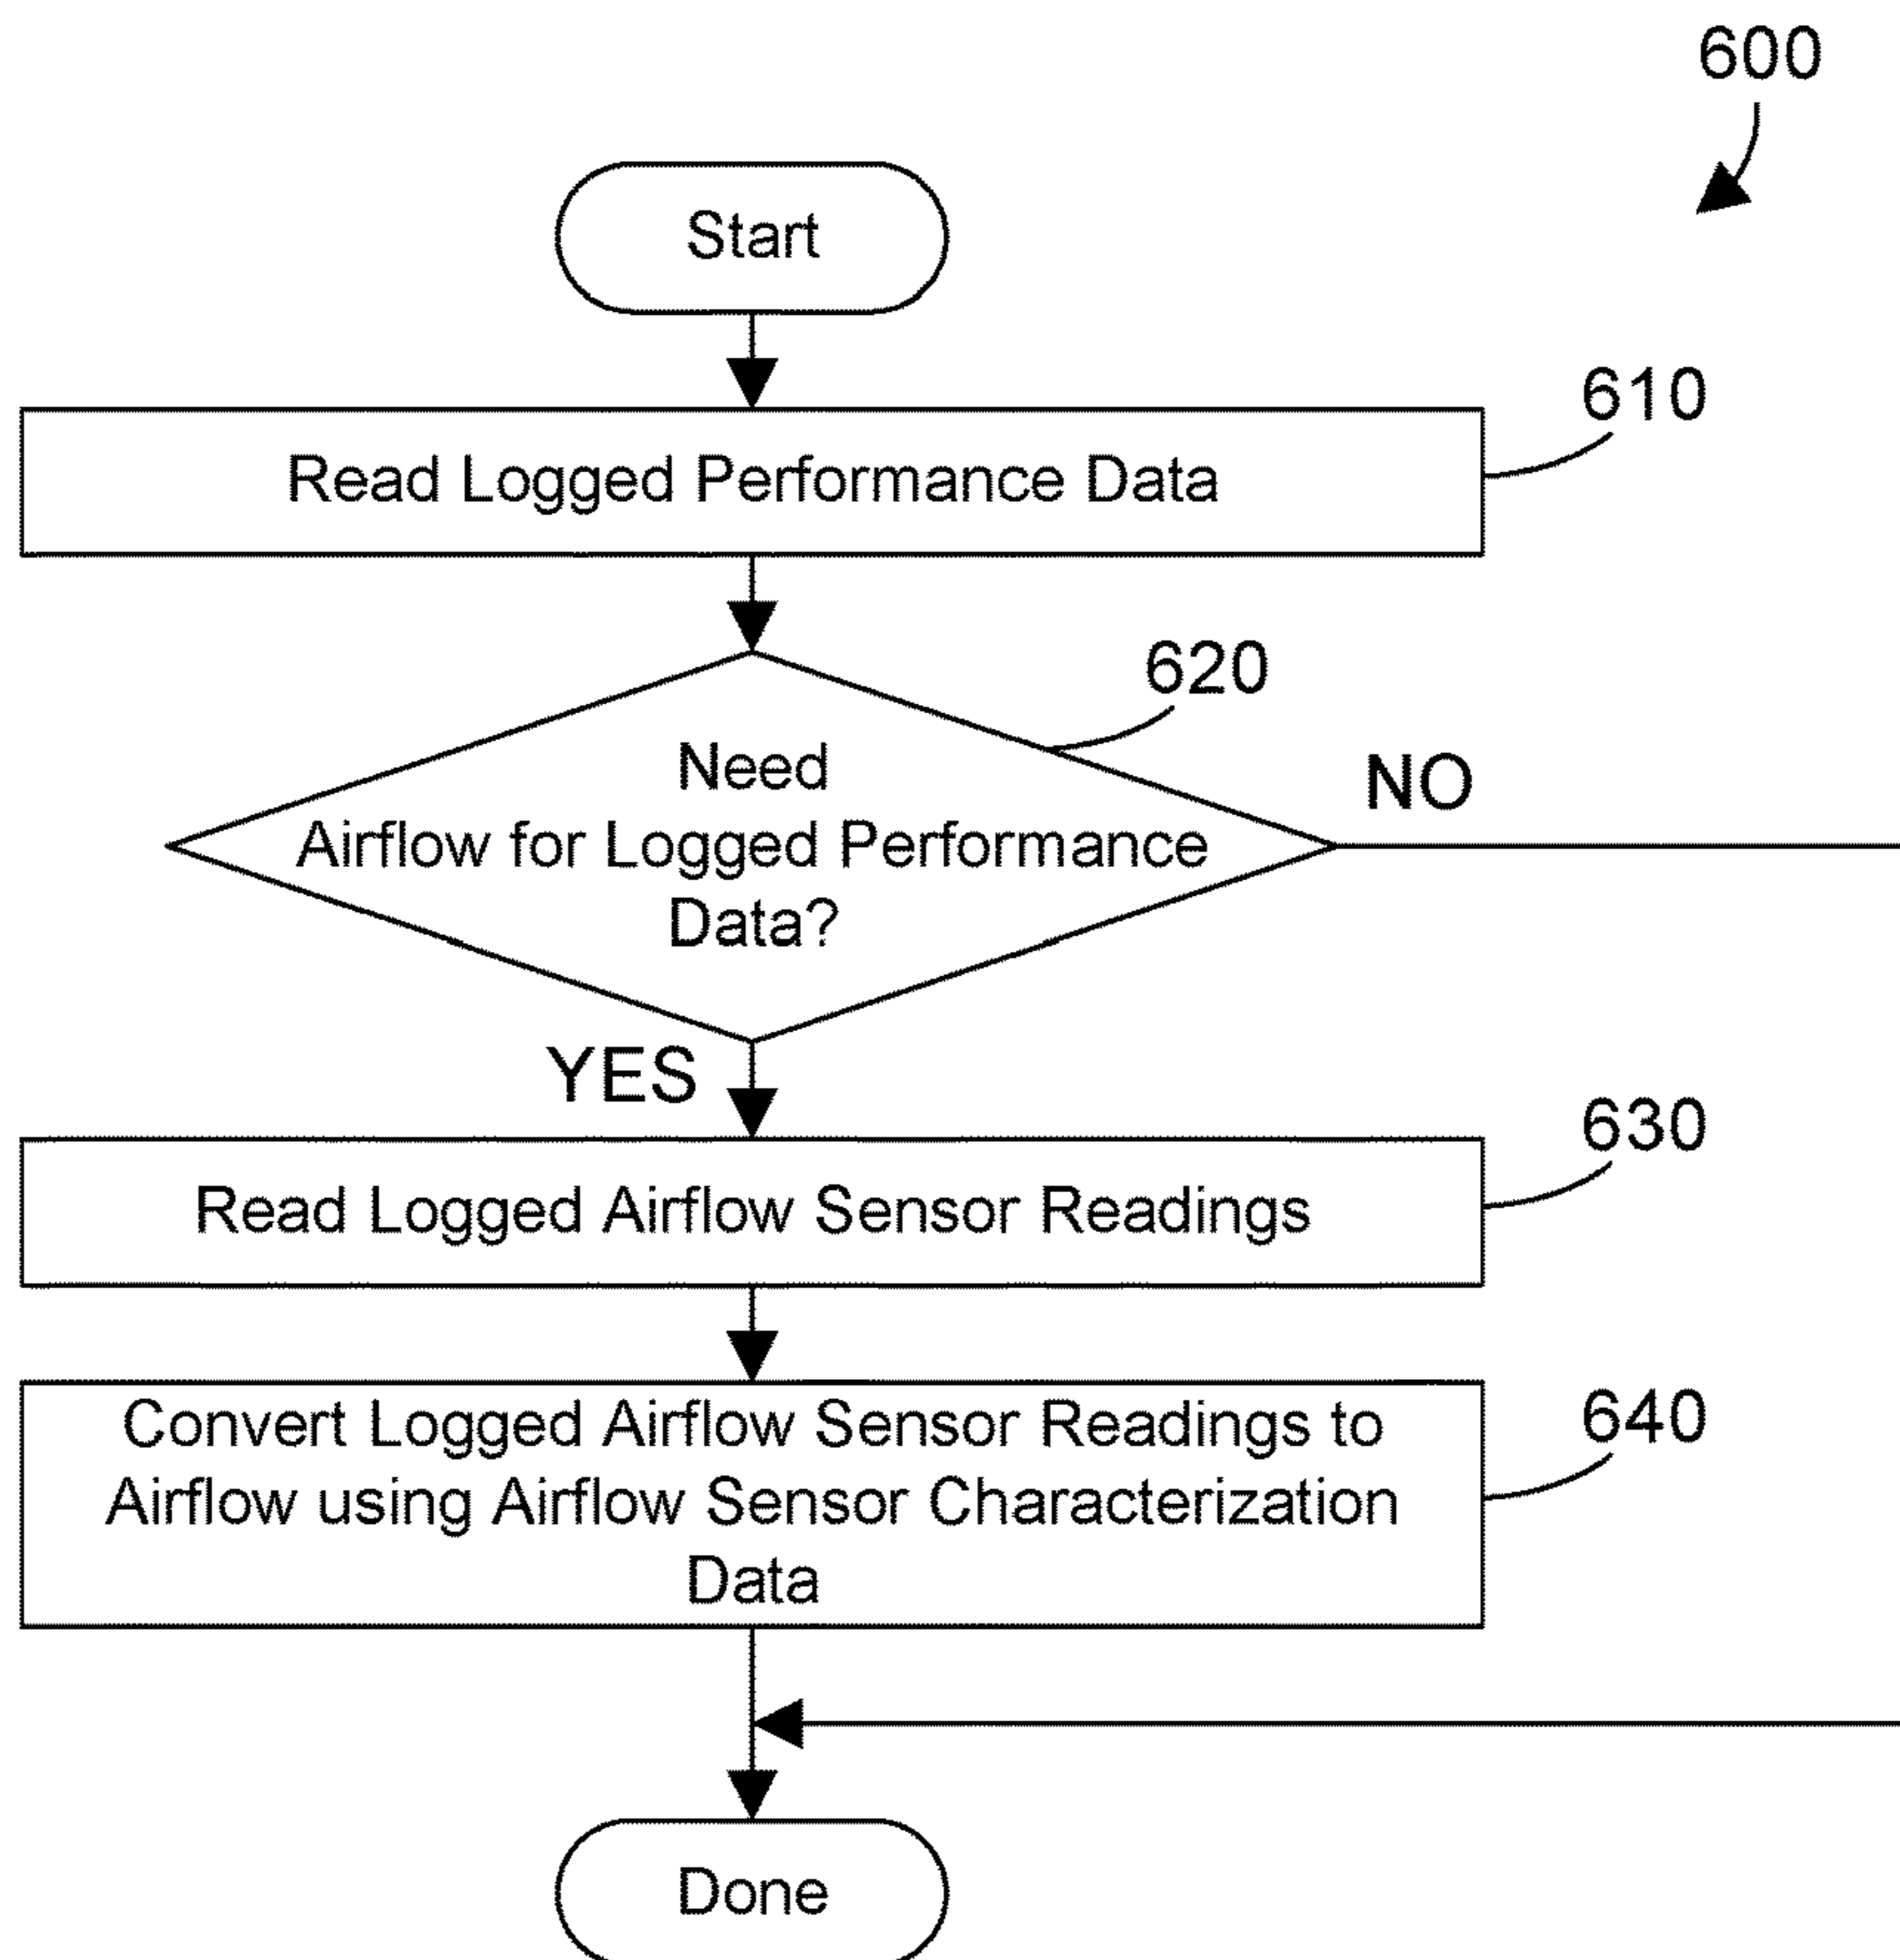 600
Start
610
Read Logged Performance Data
620
Need
Airflow for Logged Performance
Data?
NO
YES
630
Read Logged Airflow Sensor Readings
640
Convert Logged Airflow Sensor Readings to
Airflow using Airflow Sensor Characterization
Data
Done